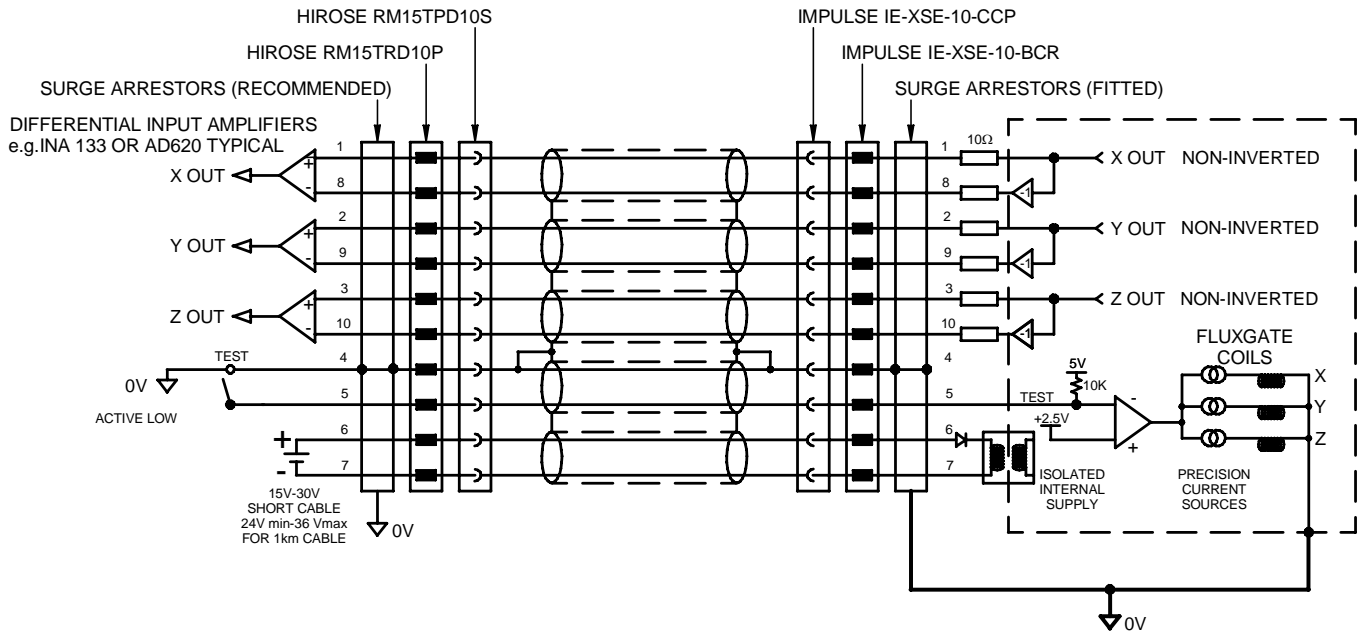 HIROSE RM15TPD10S
IMPULSE IE-XSE-10-CCP
HIROSE RM15TRD10P
IMPULSE IE-XSE-10-BCR
SURGE ARRESTORS (RECOMMENDED)
SURGE ARRESTORS (FITTED)
DIFFERENTIAL INPUT AMPLIFIERS
e.g.INA 133 OR AD620 TYPICAL
1
+
X OUT
-
8
2
+
Y OUT
-
9
3
+
Z OUT
-
10
TEST
4
0V
5
ACTIVE LOW
6
+
-
7
15V-30V
SHORT CABLE
24V min-36 Vmax
FOR 1km CABLE
0V
1
10Ω
X OUT NON-INVERTED
8
-1
2
Y OUT NON-INVERTED
9
-1
3
Z OUT NON-INVERTED
10
-1
4
FLUXGATE
COILS
5V
10K
X
5
TEST
-
Y
6
+2.5V
+
Z
7
ISOLATED
INTERNAL
SUPPLY
PRECISION
CURRENT
SOURCES
0V